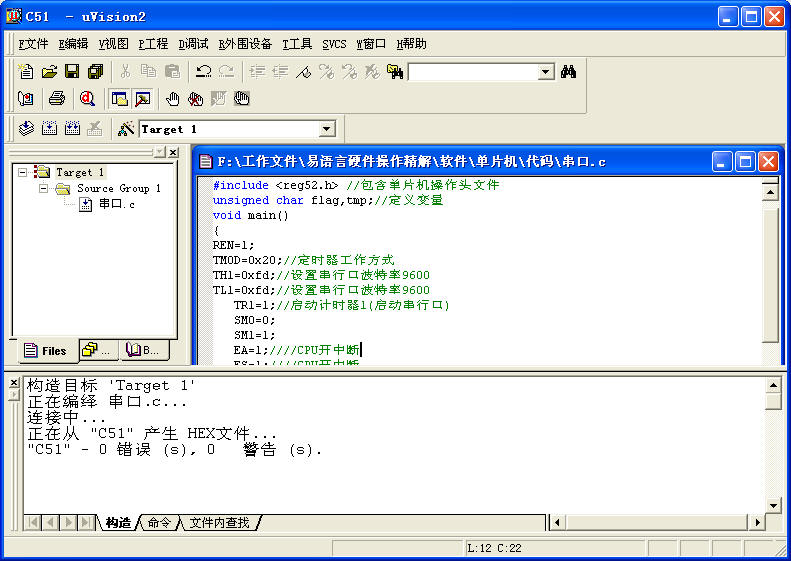 C51 - uVision2
F文件 E编辑 V视图 P工程 D调试 R外围设备 T工具 SVCS W窗口 H帮助
Target 1
Target 1
Source Group 1
串口.c
Files
...
B...
F:\工作文件\易语言硬件操作精解\软件\单片机\代码\串口.c
#include <reg52.h> //包含单片机操作头文件
unsigned char flag,tmp;//定义变量
void main()
{
REN=1;
TMOD=0x20;//定时器工作方式
TH1=0xfd;//设置串行口波特率9600
TL1=0xfd;//设置串行口波特率9600
TR1=1;//启动计时器1(启动串行口)
SM0=0;
SM1=1;
EA=1;////CPU开中断
ES=1;////CPU开中断
构造目标 'Target 1'
正在编绎 串口.c...
连接中...
正在从 "C51" 产生 HEX文件...
"C51" - 0 错误 (s), 0 警告 (s).
构造 命令 文件内查找
L:12 C:22